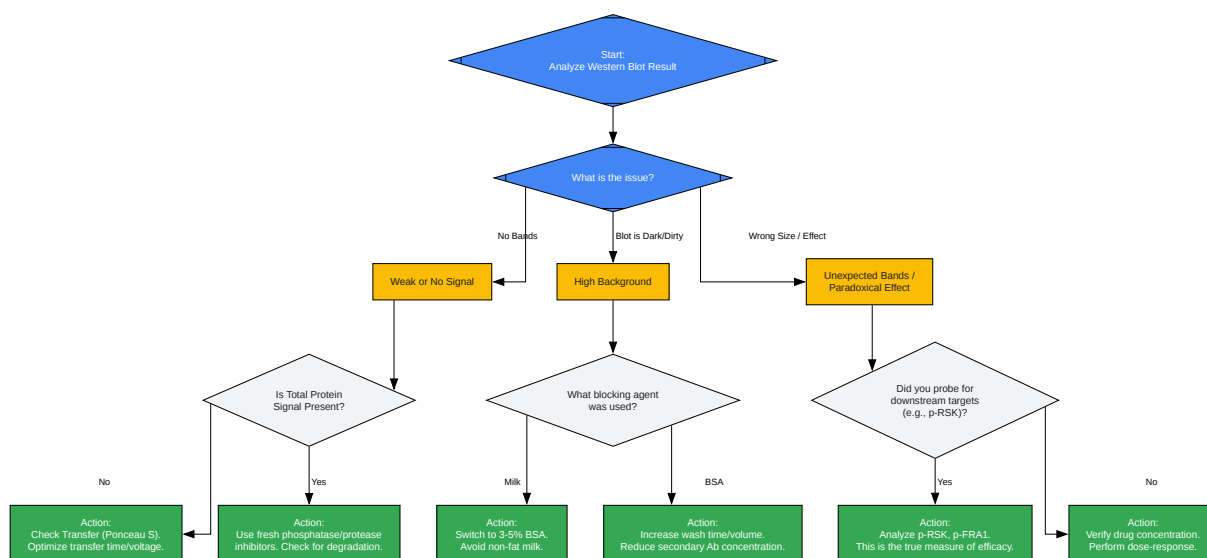 Start:
Analyze Western Blot Result
What is the issue?
No Bands
Blot is Dark/Dirty
Wrong Size / Effect
Weak or No Signal
High Background
Unexpected Bands /
Paradoxical Effect
Is Total Protein
Signal Present?
What blocking agent
was used?
Did you probe for
downstream targets
(e.g., p-RSK)?
No
Yes
Milk
BSA
Yes
No
Action:
Check Transfer (Ponceau S).
Optimize transfer time/voltage.
Action:
Use fresh phosphatase/protease
inhibitors. Check for degradation.
Action:
Switch to 3-5% BSA.
Avoid non-fat milk.
Action:
Increase wash time/volume.
Reduce secondary Ab concentration.
Action:
Analyze p-RSK, p-FRA1.
This is the true measure of efficacy.
Action:
Verify drug concentration.
Perform dose-response.